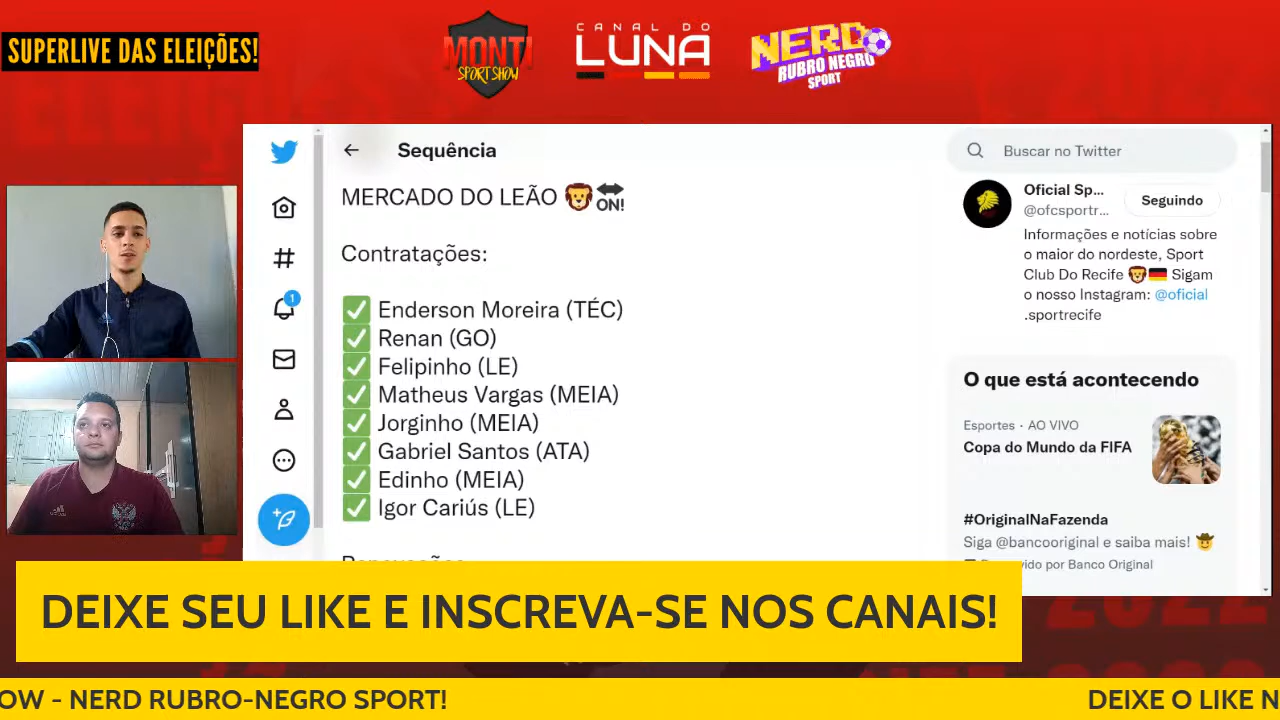 SUPERLIVE DAS ELEIÇÕES!
MONTI
SPORT SHOW
CANAL DO
LUNA
NERD
RUBRO NEGRO
SPORT
Sequência
MERCADO DO LEÃO 🦁🔛
Contratações:
✅ Enderson Moreira (TÉC)
✅ Renan (GO)
✅ Felipinho (LE)
✅ Matheus Vargas (MEIA)
✅ Jorginho (MEIA)
✅ Gabriel Santos (ATA)
✅ Edinho (MEIA)
✅ Igor Cariús (LE)
1
Buscar no Twitter
Oficial Sp...
@ofcsportr...
Seguindo
Informações e notícias sobre
o maior do nordeste, Sport
Club Do Recife 🦁🇩🇪 Sigam
o nosso Instagram: @oficial
.sportrecife
O que está acontecendo
Esportes · AO VIVO
Copa do Mundo da FIFA
#OriginalNaFazenda
Siga @bancooriginal e saiba mais! 🤠
por Banco Original
DEIXE SEU LIKE E INSCREVA-SE NOS CANAIS!
OW - NERD RUBRO-NEGRO SPORT!
DEIXE O LIKE N